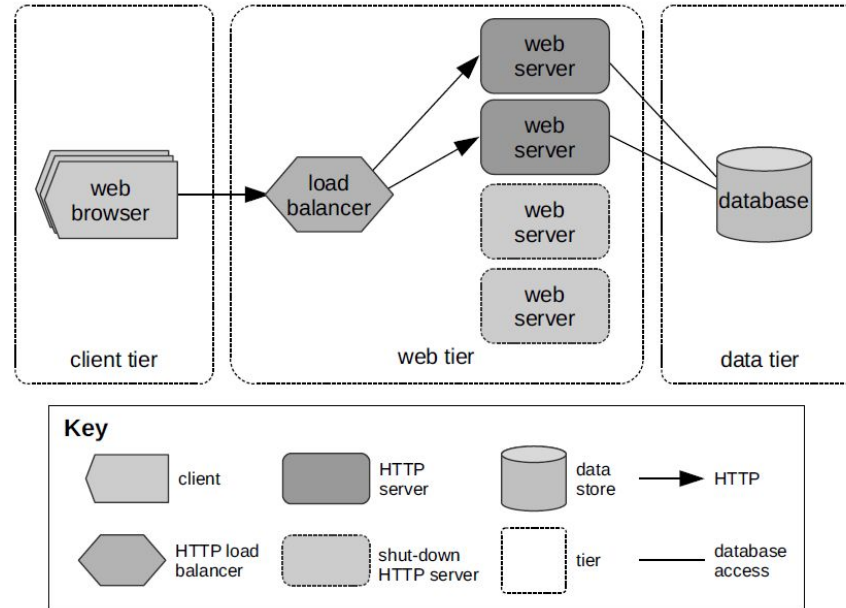 web
server
web
server
web
browser
load
balancer
database
web
server
web
server
client tier
web tier
data tier
Key
client
HTTP
server
data
store
HTTP
HTTP load
balancer
shut-down
HTTP server
tier
database
access